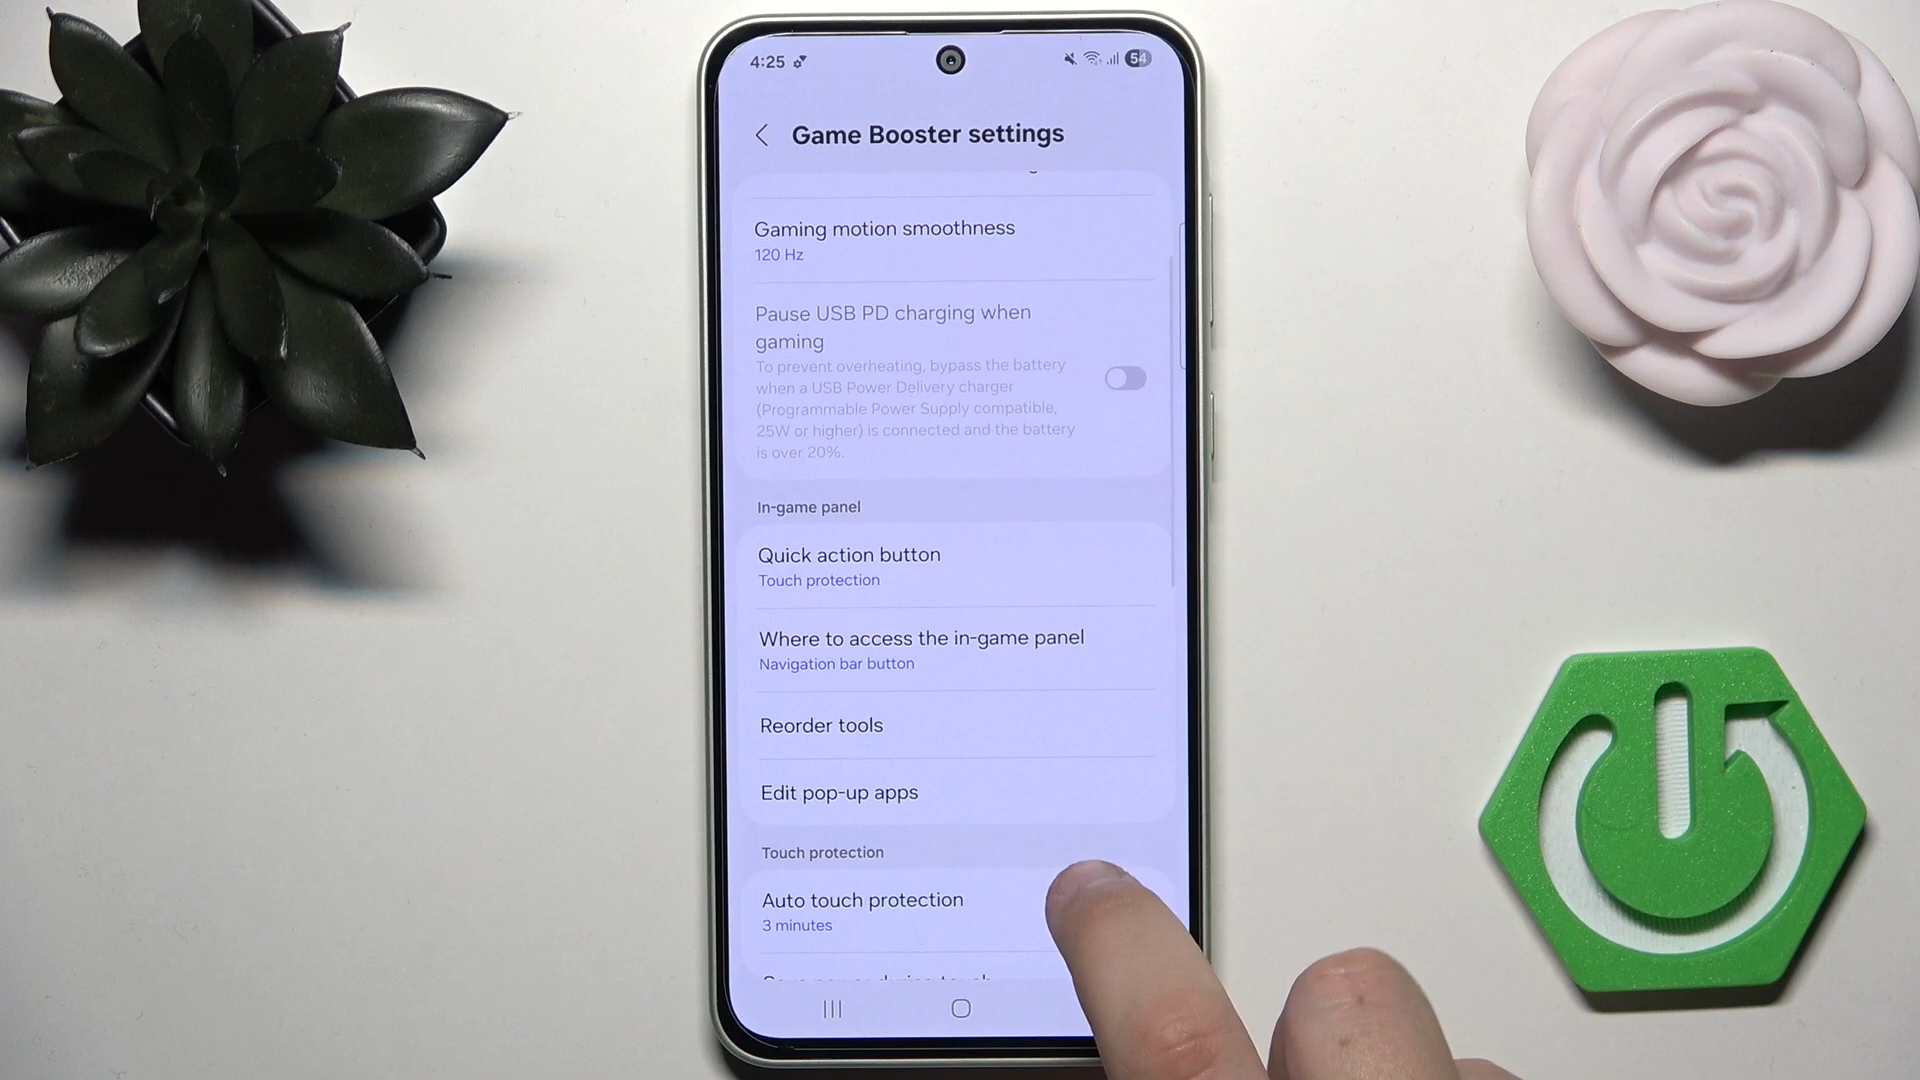 4:25
54
Game Booster settings
Gaming motion smoothness
120 Hz
Pause USB PD charging when
gaming
To prevent overheating, bypass the battery
when a USB Power Delivery charger
(Programmable Power Supply compatible,
25W or higher) is connected and the battery
is over 20%.
In-game panel
Quick action button
Touch protection
Where to access the in-game panel
Navigation bar button
Reorder tools
Edit pop-up apps
Touch protection
Auto touch protection
3 minutes